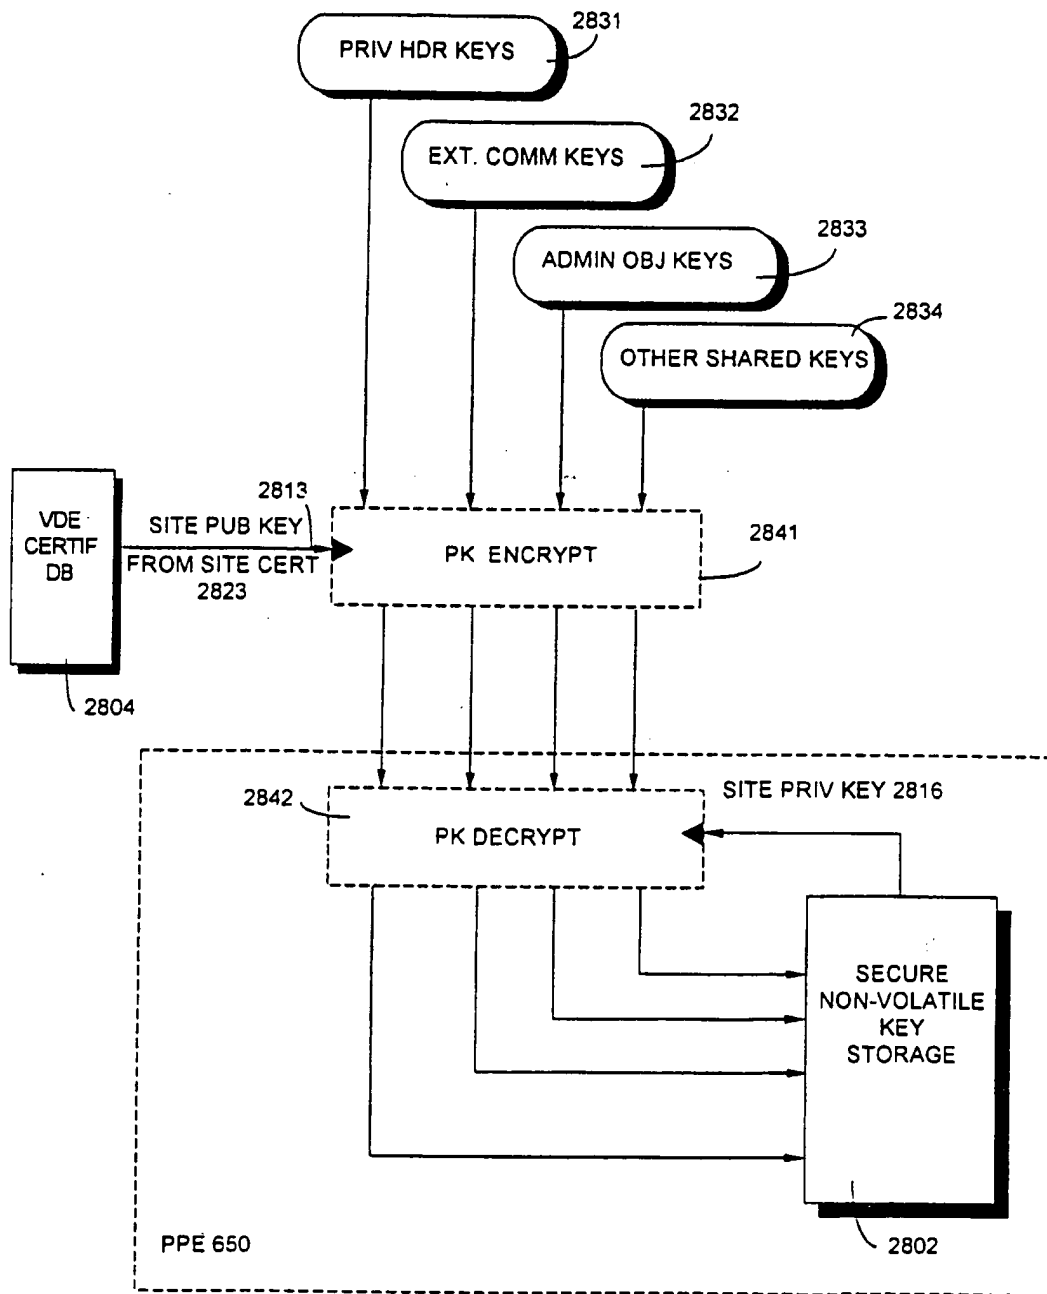 2831
PRIV HDR KEYS
2832
EXT. COMM KEYS
2833
ADMIN OBJ KEYS
2834
OTHER SHARED KEYS
VDE
CERTIF
DB
2813
SITE PUB KEY
FROM SITE CERT
2823
PK ENCRYPT
2841
2804
2842
PK DECRYPT
SITE PRIV KEY 2816
SECURE
NON-VOLATILE
KEY
STORAGE
PPE 650
2802